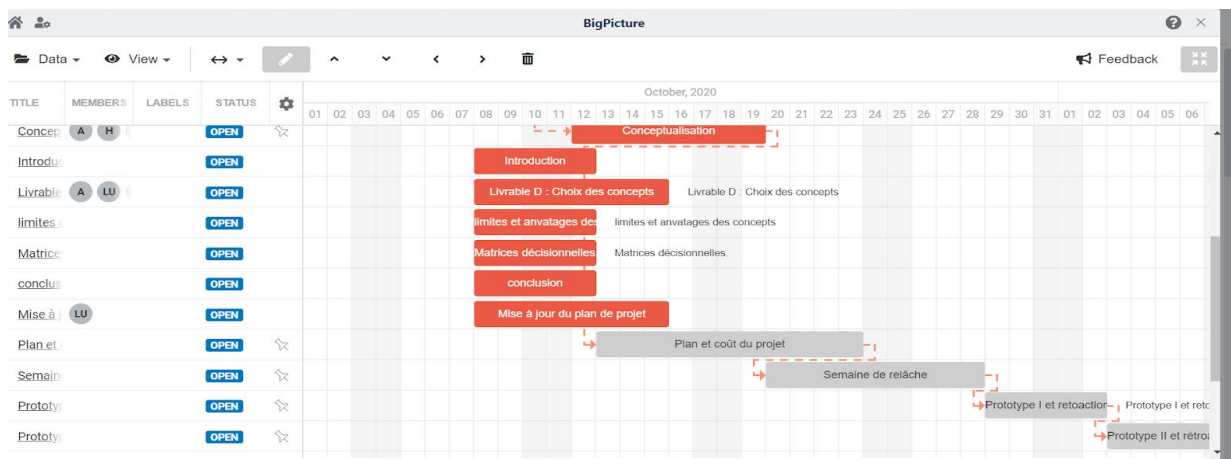 BigPicture
Data View Feedback
TITLE MEMBERS LABELS STATUS October, 2020
01 02 03 04 05 06 07 08 09 10 11 12 13 14 15 16 17 18 19 20 21 22 23 24 25 26 27 28 29 30 31 01 02 03 04 05 06
Concep A H OPEN Conceptualisation
Introduc OPEN Introduction
Livrable A LU OPEN Livrable D : Choix des concepts Livrable D : Choix des concepts
limites OPEN limites et anvatages des limites et anvatages des concepts
Matrice OPEN Matrices décisionnelles. Matrices décisionnelles.
conclus OPEN conclusion
Mise à j LU OPEN Mise à jour du plan de projet
Plan et OPEN Plan et coût du projet
Semain OPEN Semaine de relâche
Prototy OPEN Prototype I et retoaction Prototype I et retc
Prototy OPEN Prototype II et rétroa